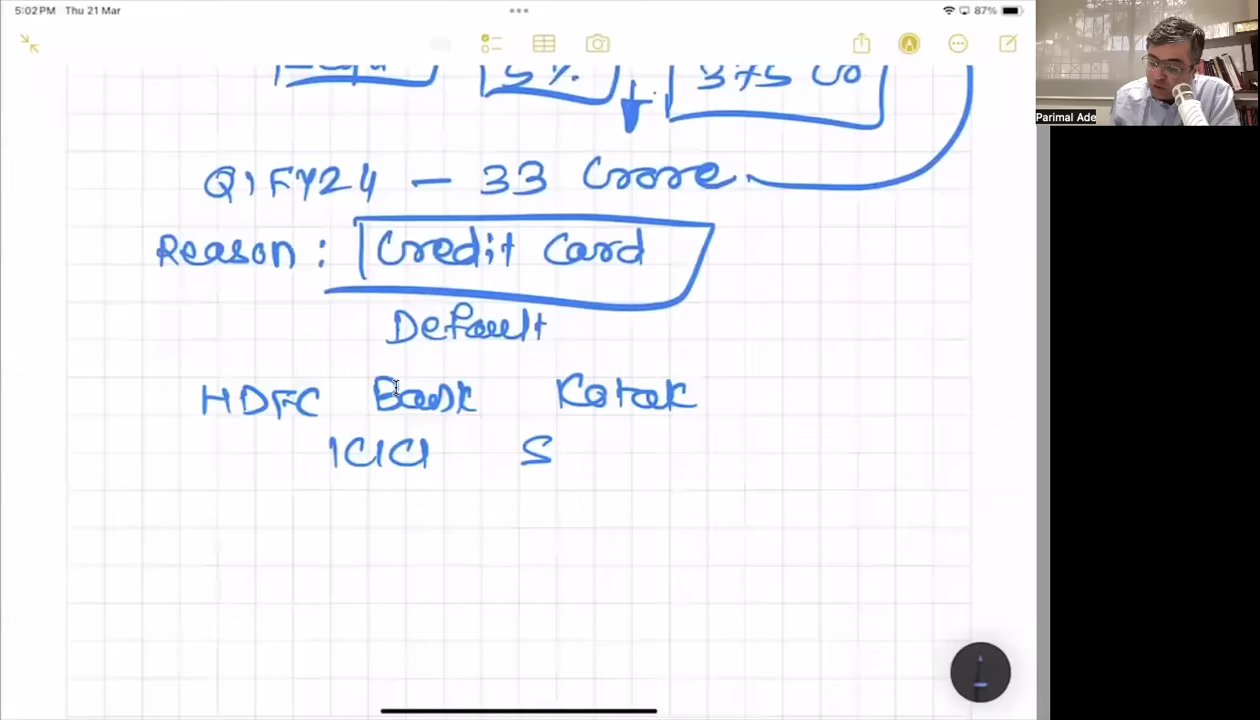 5:02 PM Thu 21 Mar
87%
5%. 375 Co
Q1FY24 - 33 Crore
Reason: Credit Card
Default
HDFC Bank Kotak
ICICI S
Parimal Ade